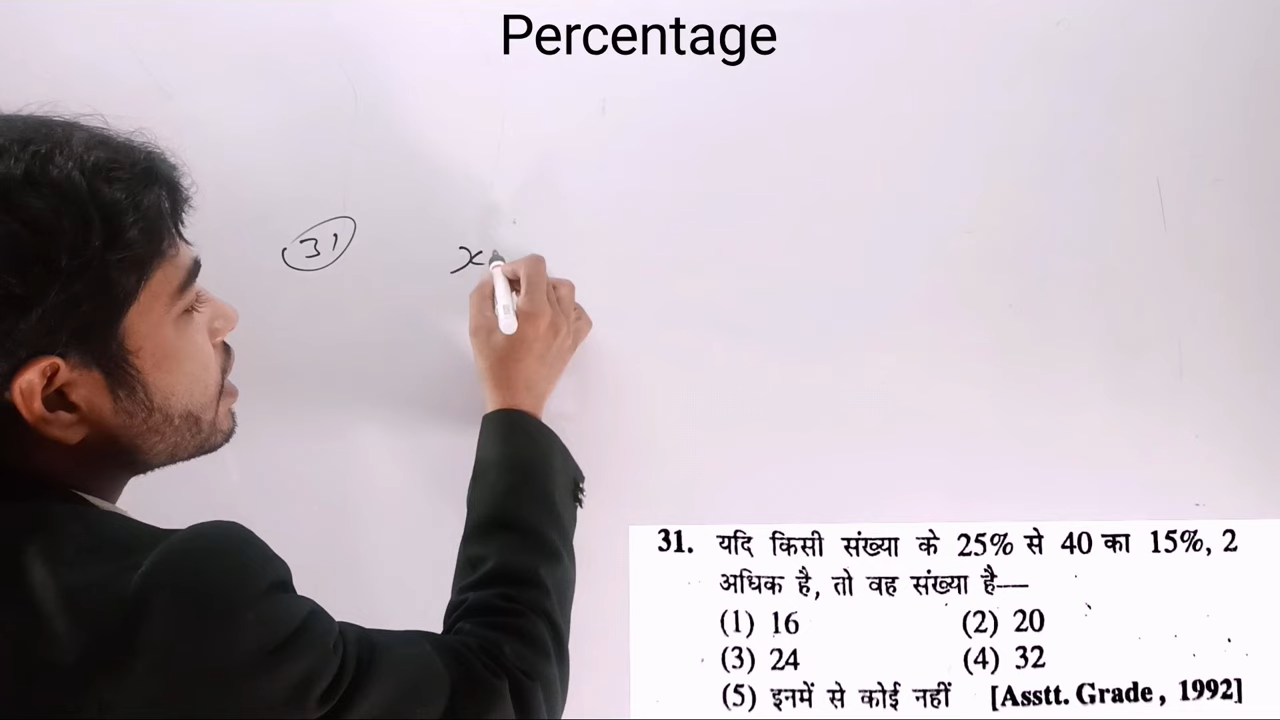 Percentage
31
x
31. यदि किसी संख्या के 25% से 40 का 15%, 2
अधिक है, तो वह संख्या है—
(1) 16 (2) 20
(3) 24 (4) 32
(5) इनमें से कोई नहीं [Asstt. Grade, 1992]